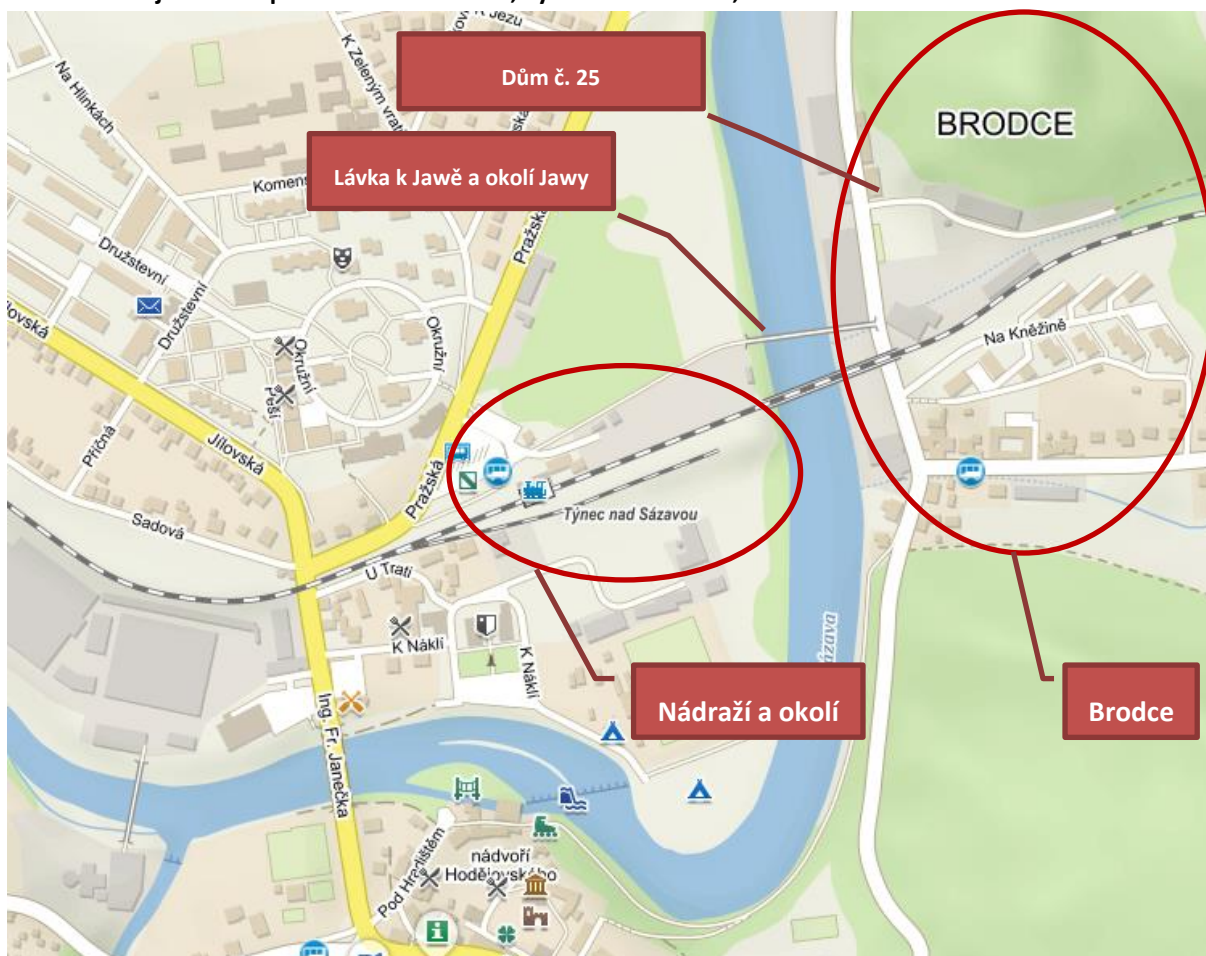 K Jezu
Dům č. 25
Na Hlinkách
K Zeleným vratů
BRODCE
Lávka k Jawě a okolí Jawy
Komens
Pražská
Družstevní
Družstevní
Okružní
Okružní
Na Kněžině
Pěší
Jílovská
Příčná
Jílovská
Pražská
Sadová
Týnec nad Sázavou
U Trati
K Náklí
K Náklí
Sázava
Nádraží a okolí
Brodce
Ing. Fr. Janečka
Pod Hradištěm
nádvoří
Hodějovského